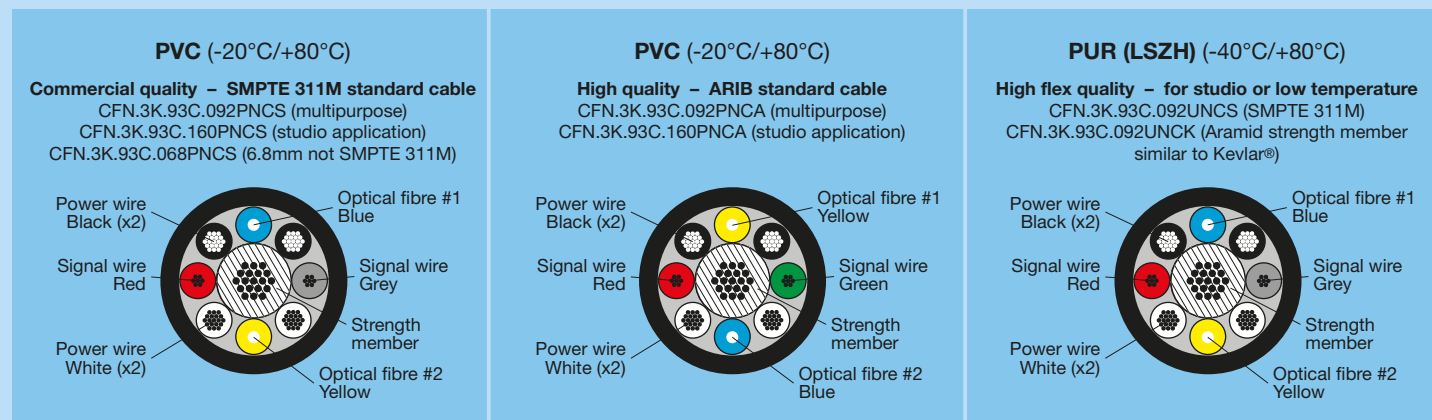 PVC (-20°C/+80°C)
Commercial quality – SMPTE 311M standard cable
CFN.3K.93C.092PNCS (multipurpose)
CFN.3K.93C.160PNCS (studio application)
CFN.3K.93C.068PNCS (6.8mm not SMPTE 311M)
Power wire
Black (x2)
Optical fibre #1
Blue
Signal wire
Red
Signal wire
Grey
Strength
member
Power wire
White (x2)
Optical fibre #2
Yellow
PVC (-20°C/+80°C)
High quality – ARIB standard cable
CFN.3K.93C.092PNCA (multipurpose)
CFN.3K.93C.160PNCA (studio application)
Power wire
Black (x2)
Optical fibre #1
Yellow
Signal wire
Red
Signal wire
Green
Strength
member
Power wire
White (x2)
Optical fibre #2
Blue
PUR (LSZH) (-40°C/+80°C)
High flex quality – for studio or low temperature
CFN.3K.93C.092UNCS (SMPTE 311M)
CFN.3K.93C.092UNCK (Aramid strength member
similar to Kevlar®)
Power wire
Black (x2)
Optical fibre #1
Blue
Signal wire
Red
Signal wire
Grey
Strength
member
Power wire
White (x2)
Optical fibre #2
Yellow